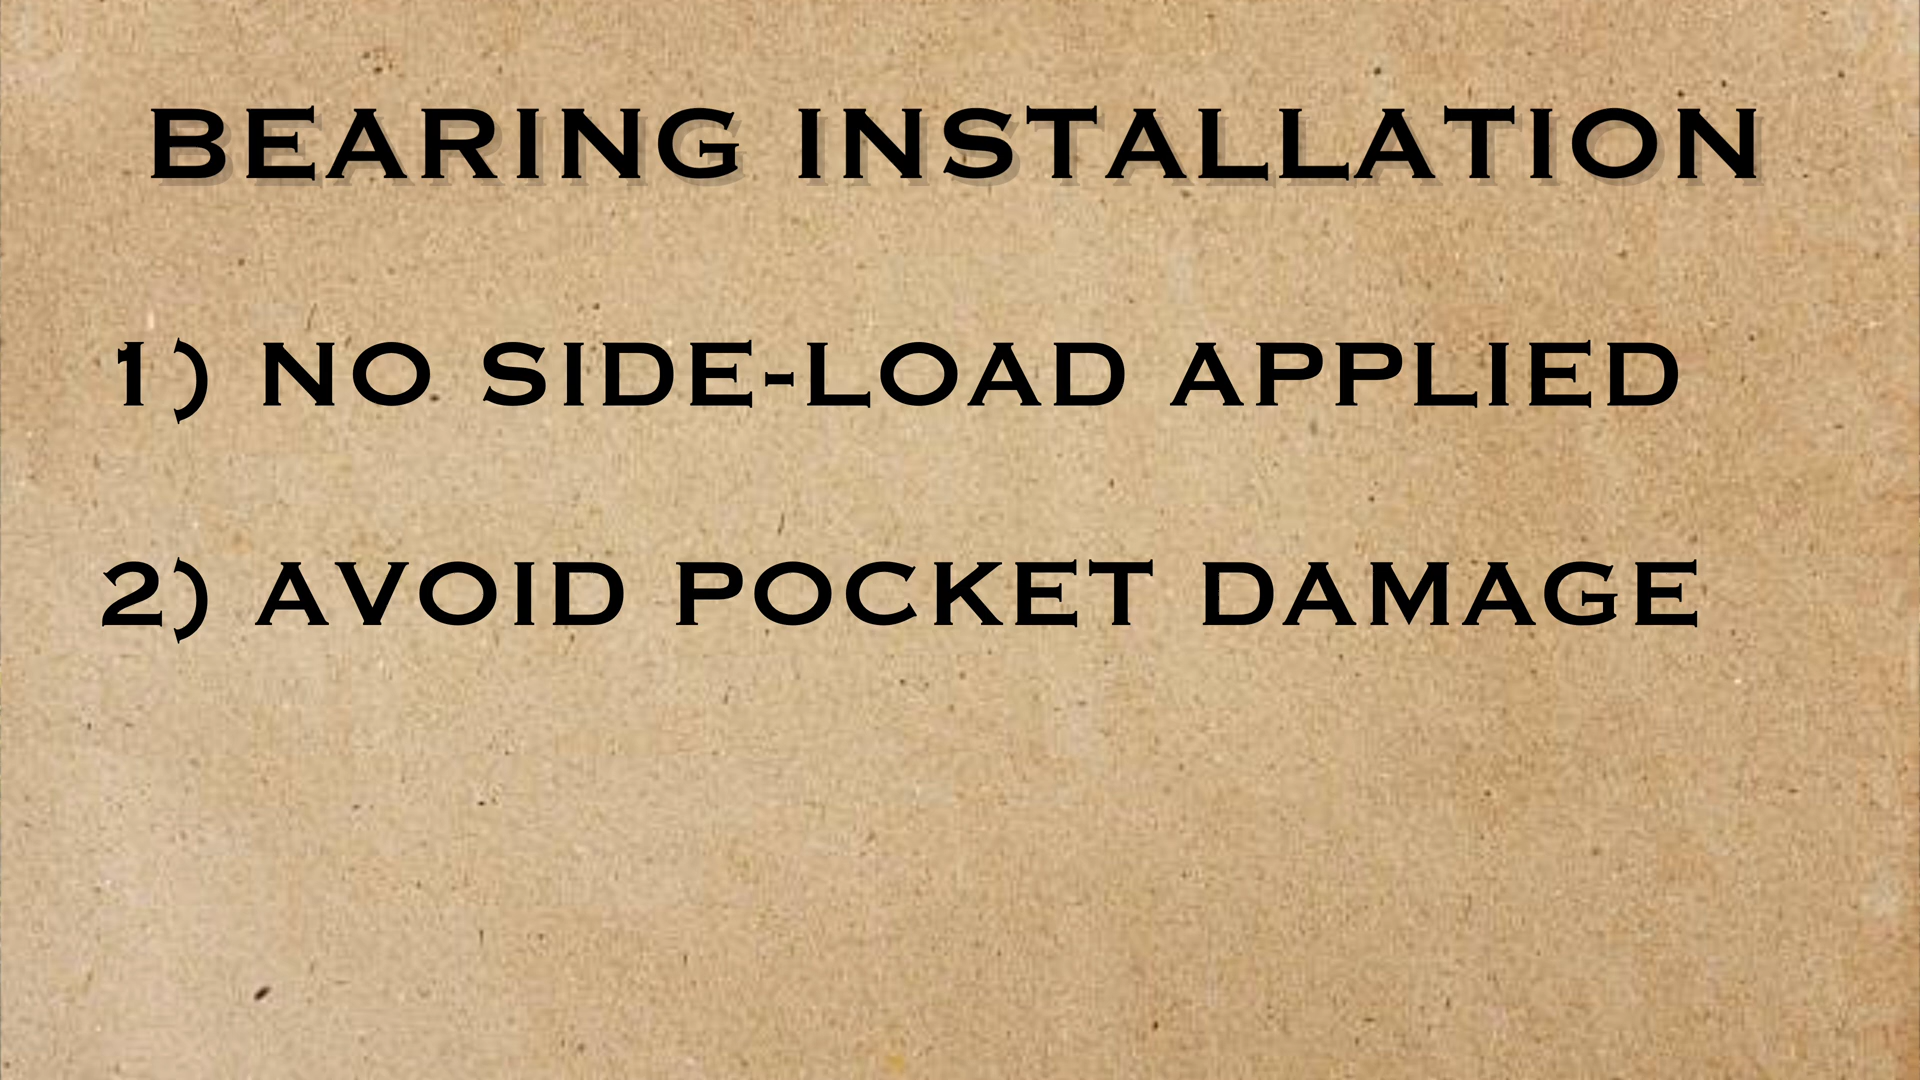 BEARING INSTALLATION
1) NO SIDE-LOAD APPLIED
2) AVOID POCKET DAMAGE